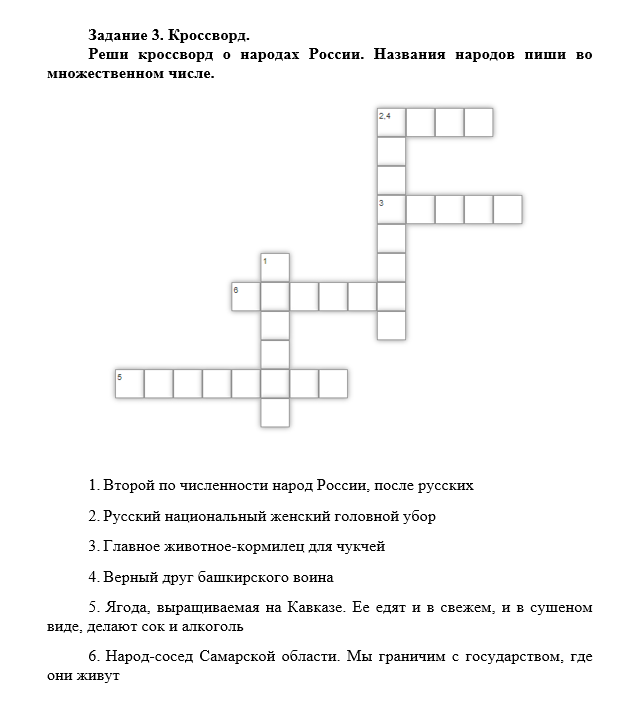 Задание 3. Кроссворд.
Реши кроссворд о народах России. Названия народов пиши во
множественном числе.
2,4
3
1
6
5
1. Второй по численности народ России, после русских
2. Русский национальный женский головной убор
3. Главное животное-кормилец для чукчей
4. Верный друг башкирского воина
5. Ягода, выращиваемая на Кавказе. Ее едят и в свежем, и в сушеном
виде, делают сок и алкоголь
6. Народ-сосед Самарской области. Мы граничим с государством, где
они живут